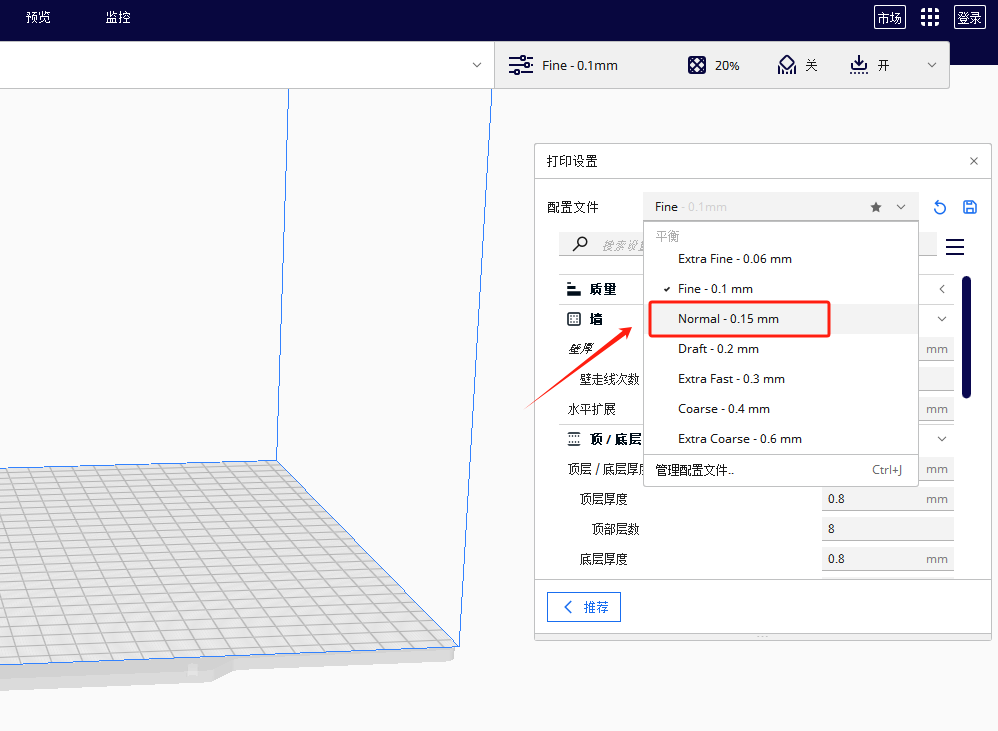 预览 监控 市场 登录
Fine - 0.1mm 20% 关 开
打印设置
配置文件 Fine - 0.1mm
搜索设
平衡
Extra Fine - 0.06 mm
质量 Fine - 0.1 mm
墙 Normal - 0.15 mm
壁厚 Draft - 0.2 mm mm
壁走线次数 Extra Fast - 0.3 mm
水平扩展 Coarse - 0.4 mm mm
顶 / 底层 Extra Coarse - 0.6 mm
顶层 / 底层厚度 管理配置文件.. Ctrl+J mm
顶层厚度 0.8 mm
顶部层数 8
底层厚度 0.8 mm
推荐